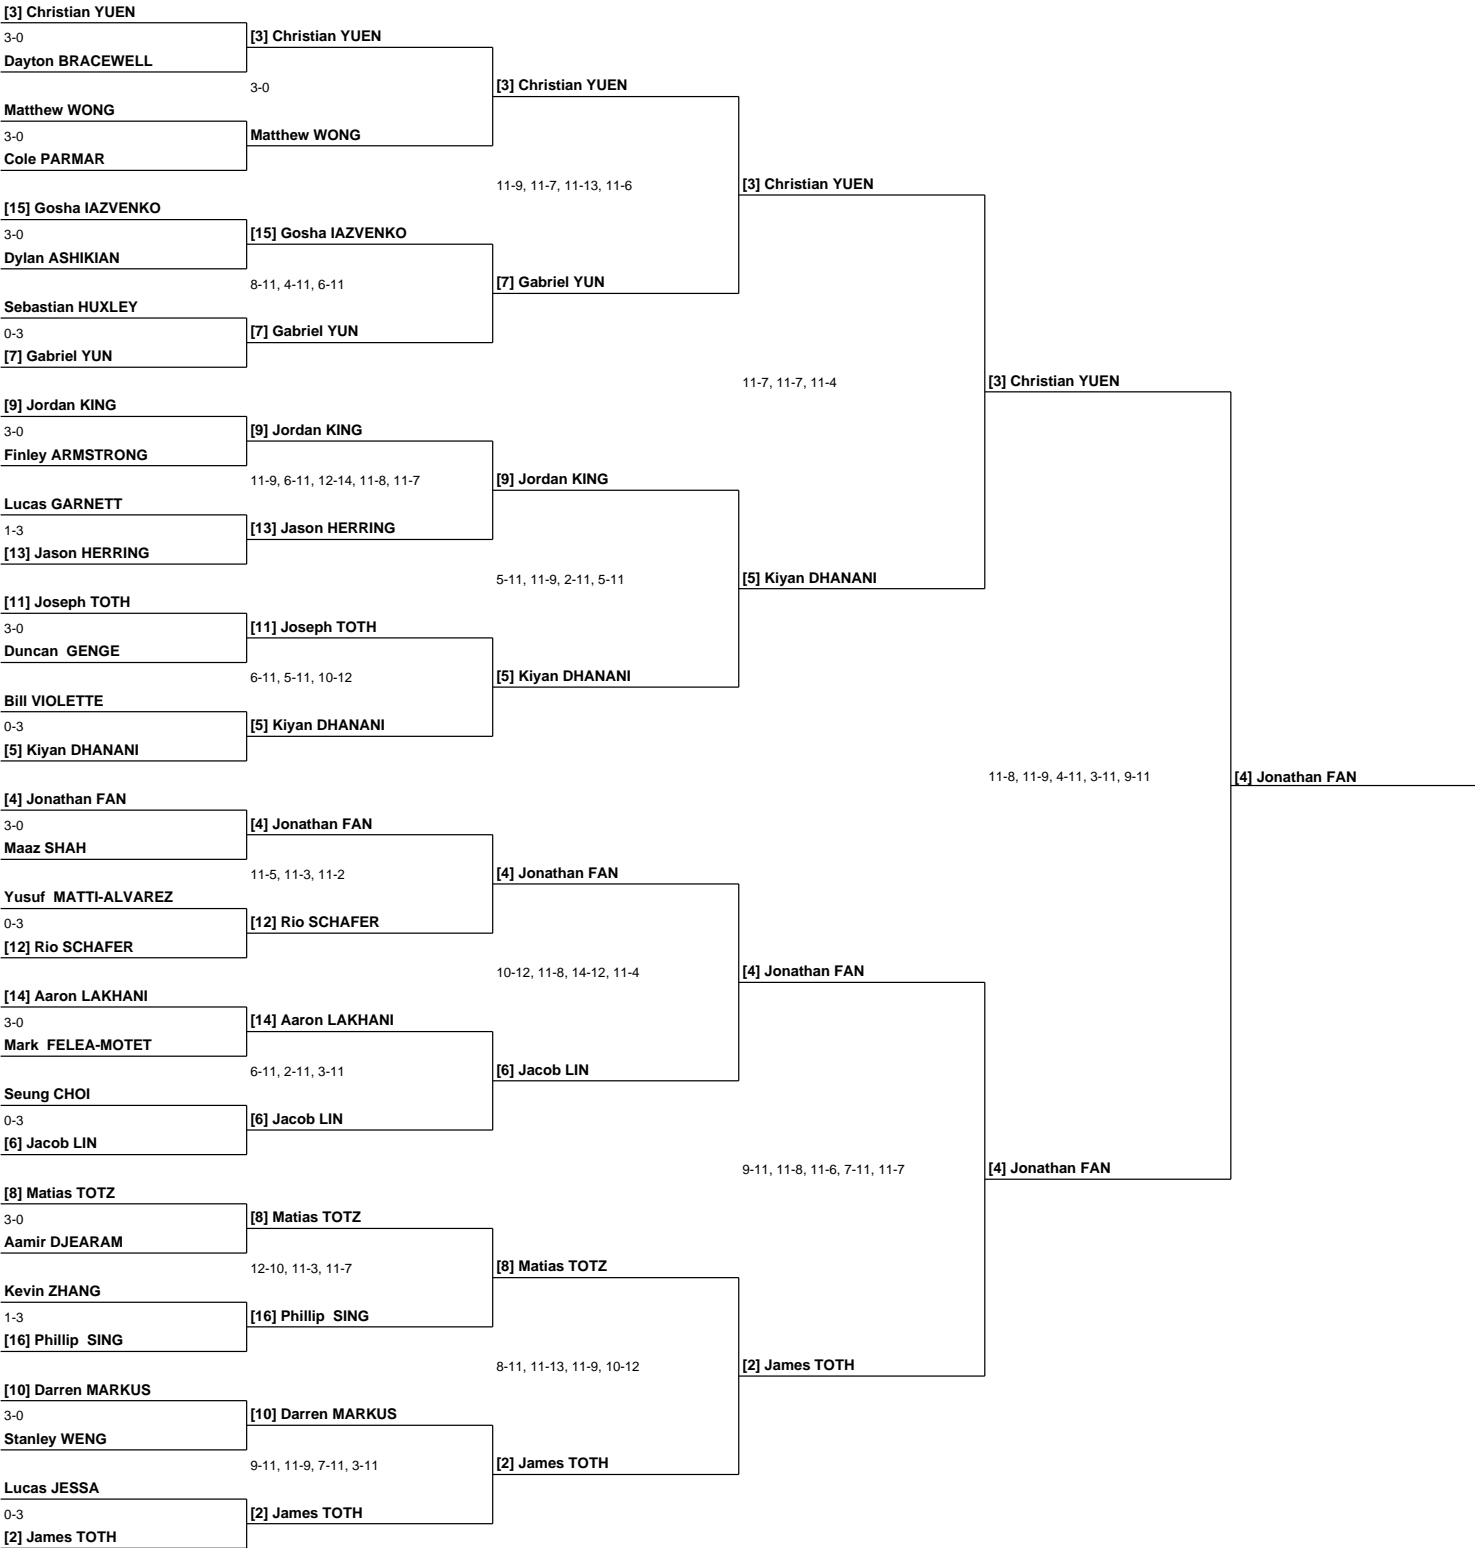 [3] Christian YUEN
3-0
Dayton BRACEWELL
Matthew WONG
3-0
Cole PARMAR
[15] Gosha IAZVENKO
3-0
Dylan ASHIKIAN
Sebastian HUXLEY
0-3
[7] Gabriel YUN
[9] Jordan KING
3-0
Finley ARMSTRONG
Lucas GARNETT
1-3
[13] Jason HERRING
[11] Joseph TOTH
3-0
Duncan  GENGE
Bill VIOLETTE
0-3
[5] Kiyan DHANANI
[4] Jonathan FAN
3-0
Maaz SHAH
Yusuf  MATTI-ALVAREZ
0-3
[12] Rio SCHAFER
[14] Aaron LAKHANI
3-0
Mark  FELEA-MOTET
Seung CHOI
0-3
[6] Jacob LIN
[8] Matias TOTZ
3-0
Aamir DJEARAM
Kevin ZHANG
1-3
[16] Phillip  SING
[10] Darren MARKUS
3-0
Stanley WENG
Lucas JESSA
0-3
[2] James TOTH
[3] Christian YUEN
3-0
Matthew WONG
[15] Gosha IAZVENKO
8-11, 4-11, 6-11
[7] Gabriel YUN
[9] Jordan KING
11-9, 6-11, 12-14, 11-8, 11-7
[13] Jason HERRING
[11] Joseph TOTH
6-11, 5-11, 10-12
[5] Kiyan DHANANI
[4] Jonathan FAN
11-5, 11-3, 11-2
[12] Rio SCHAFER
[14] Aaron LAKHANI
6-11, 2-11, 3-11
[6] Jacob LIN
[8] Matias TOTZ
12-10, 11-3, 11-7
[16] Phillip  SING
[10] Darren MARKUS
9-11, 11-9, 7-11, 3-11
[2] James TOTH
[3] Christian YUEN
11-9, 11-7, 11-13, 11-6
[7] Gabriel YUN
[9] Jordan KING
5-11, 11-9, 2-11, 5-11
[5] Kiyan DHANANI
[4] Jonathan FAN
10-12, 11-8, 14-12, 11-4
[6] Jacob LIN
[8] Matias TOTZ
8-11, 11-13, 11-9, 10-12
[2] James TOTH
[3] Christian YUEN
11-7, 11-7, 11-4
[5] Kiyan DHANANI
[4] Jonathan FAN
9-11, 11-8, 11-6, 7-11, 11-7
[2] James TOTH
[3] Christian YUEN
11-8, 11-9, 4-11, 3-11, 9-11
[4] Jonathan FAN
[4] Jonathan FAN